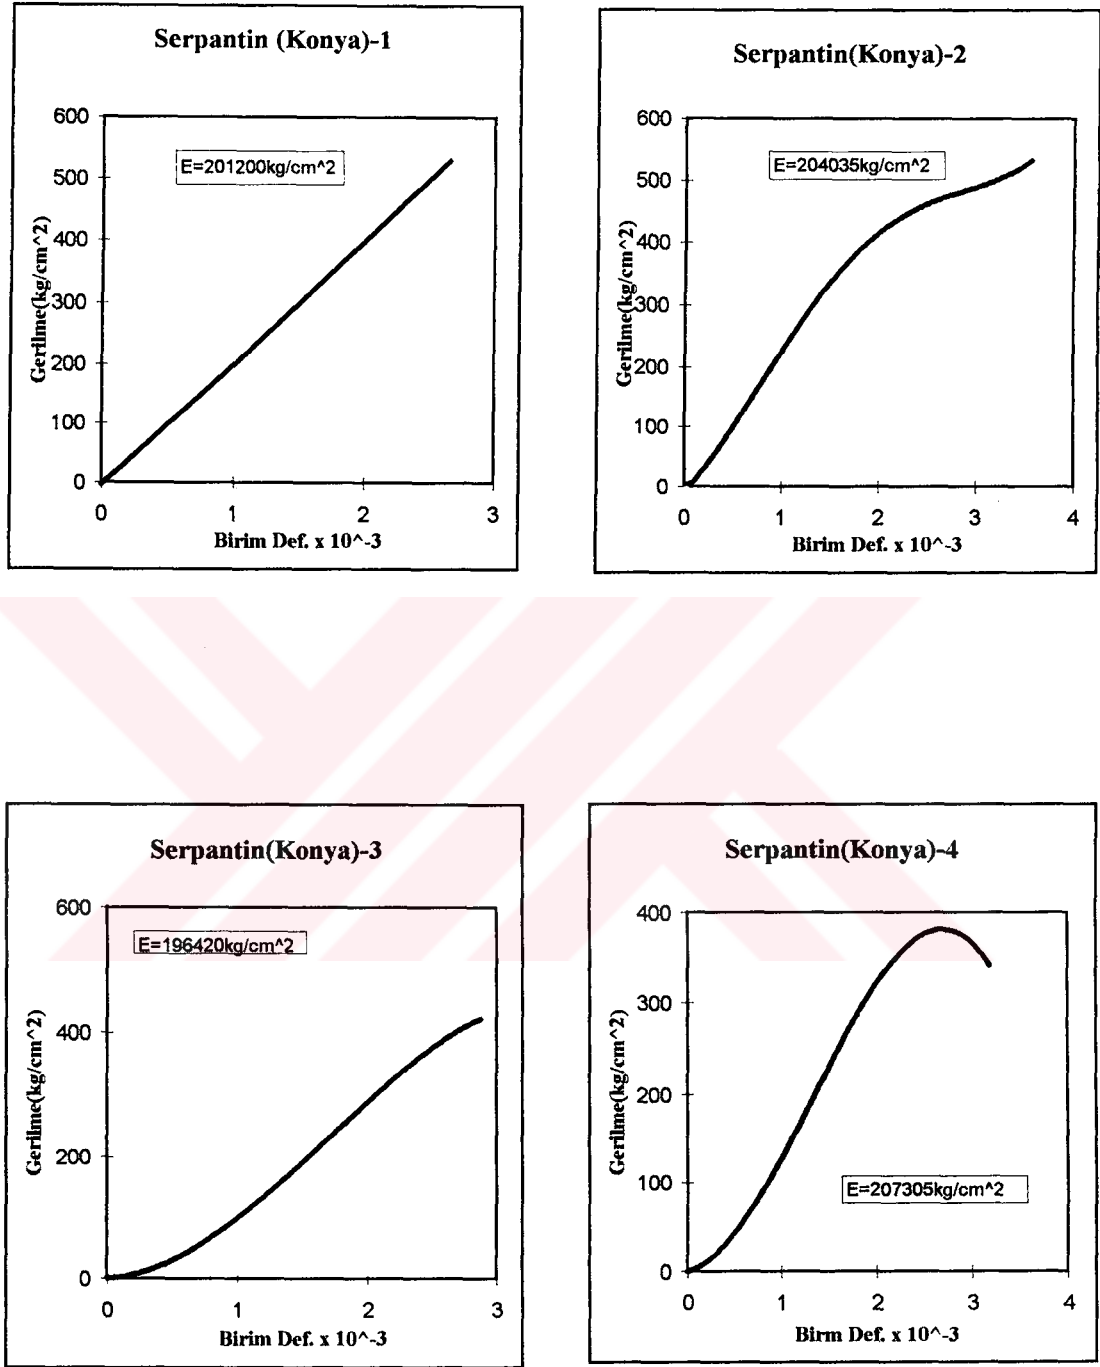 Serpantin (Konya)-1
600
500
400
300
200
100
0
Gerilme(kg/cm^2)
E=201200kg/cm^2
0 1 2 3
Birim Def. x 10^-3
Serpantin(Konya)-2
600
500
400
300
200
100
0
Gerilme(kg/cm^2)
E=204035kg/cm^2
0 1 2 3 4
Birim Def. x 10^-3
Serpantin(Konya)-3
600
400
200
0
Gerilme(kg/cm^2)
E=196420kg/cm^2
0 1 2 3
Birim Def. x 10^-3
Serpantin(Konya)-4
400
300
200
100
0
Gerilme(kg/cm^2)
E=207305kg/cm^2
0 1 2 3 4
Birm Def. x 10^-3